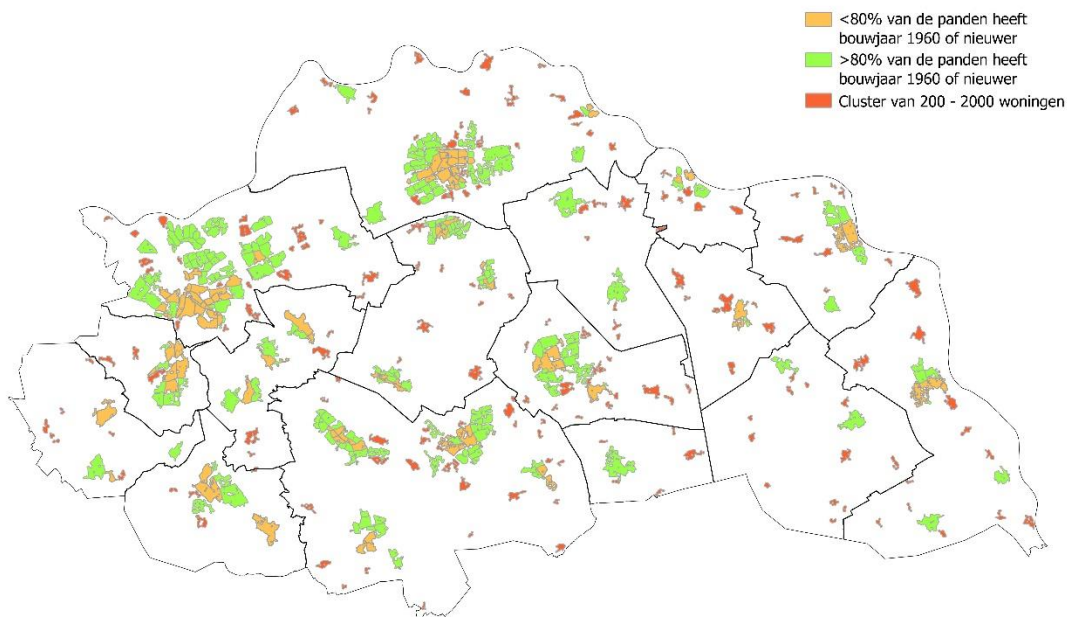 <80% van de panden heeft
bouwjaar 1960 of nieuwer
>80% van de panden heeft
bouwjaar 1960 of nieuwer
Cluster van 200 - 2000 woningen